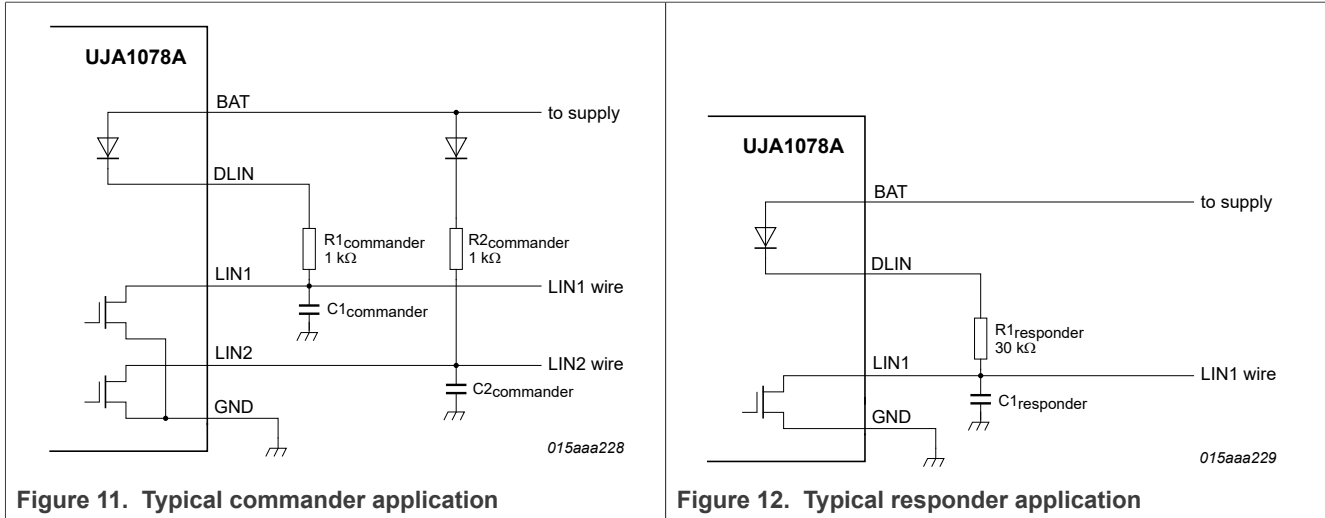 UJA1078A
BAT
to supply
DLIN
R1commander
1 kΩ
R2commander
1 kΩ
LIN1
LIN1 wire
C1commander
LIN2
LIN2 wire
C2commander
GND
015aaa228
Figure 11. Typical commander application
UJA1078A
BAT
to supply
DLIN
R1responder
30 kΩ
LIN1
LIN1 wire
C1responder
GND
015aaa229
Figure 12. Typical responder application